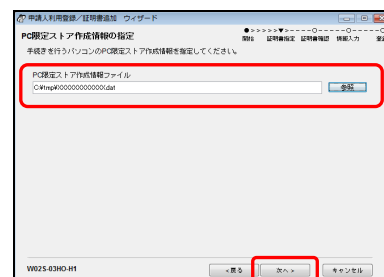 申請人利用登録/証明書追加 ウィザード
PC限定ストア作成情報の指定
●>>>>>▼>-----○------○------○
開始 証明書指定 証明書確認 情報入力
手続きを行うパソコンのPC限定ストア作成情報を指定してください。
PC限定ストア作成情報ファイル
参照
W02S-03HO-H1
<戻る 次へ> キャンセル